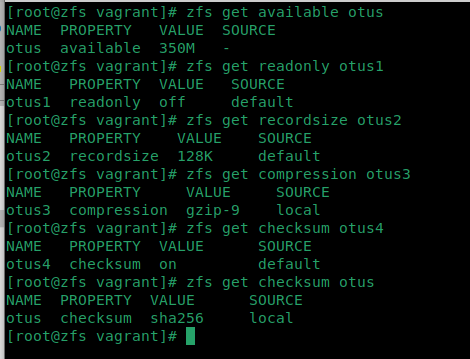 [root@zfs vagrant]# zfs get available otus
NAME  PROPERTY   VALUE  SOURCE
otus  available  350M   -
[root@zfs vagrant]# zfs get readonly otus1
NAME   PROPERTY  VALUE   SOURCE
otus1  readonly  off     default
[root@zfs vagrant]# zfs get recordsize otus2
NAME   PROPERTY    VALUE    SOURCE
otus2  recordsize  128K     default
[root@zfs vagrant]# zfs get compression otus3
NAME   PROPERTY     VALUE     SOURCE
otus3  compression  gzip-9    local
[root@zfs vagrant]# zfs get checksum otus4
NAME   PROPERTY  VALUE      SOURCE
otus4  checksum  on         default
[root@zfs vagrant]# zfs get checksum otus
NAME  PROPERTY  VALUE      SOURCE
otus  checksum  sha256     local
[root@zfs vagrant]#